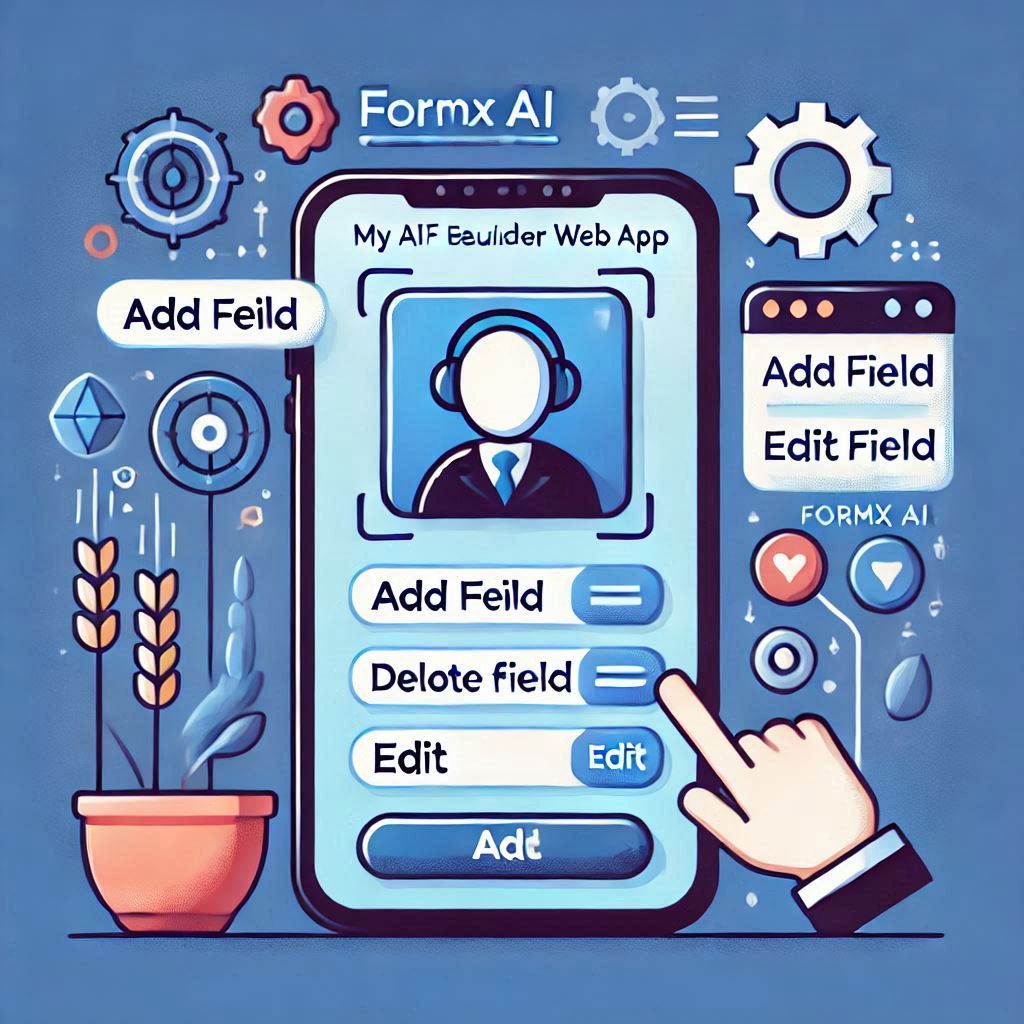 Formx AI
My AIF Eaulider Web App
Add Feild
Add Field
Edit Field
FORMX AI
Add Feild
Delote field
Edit
Edit
Adt